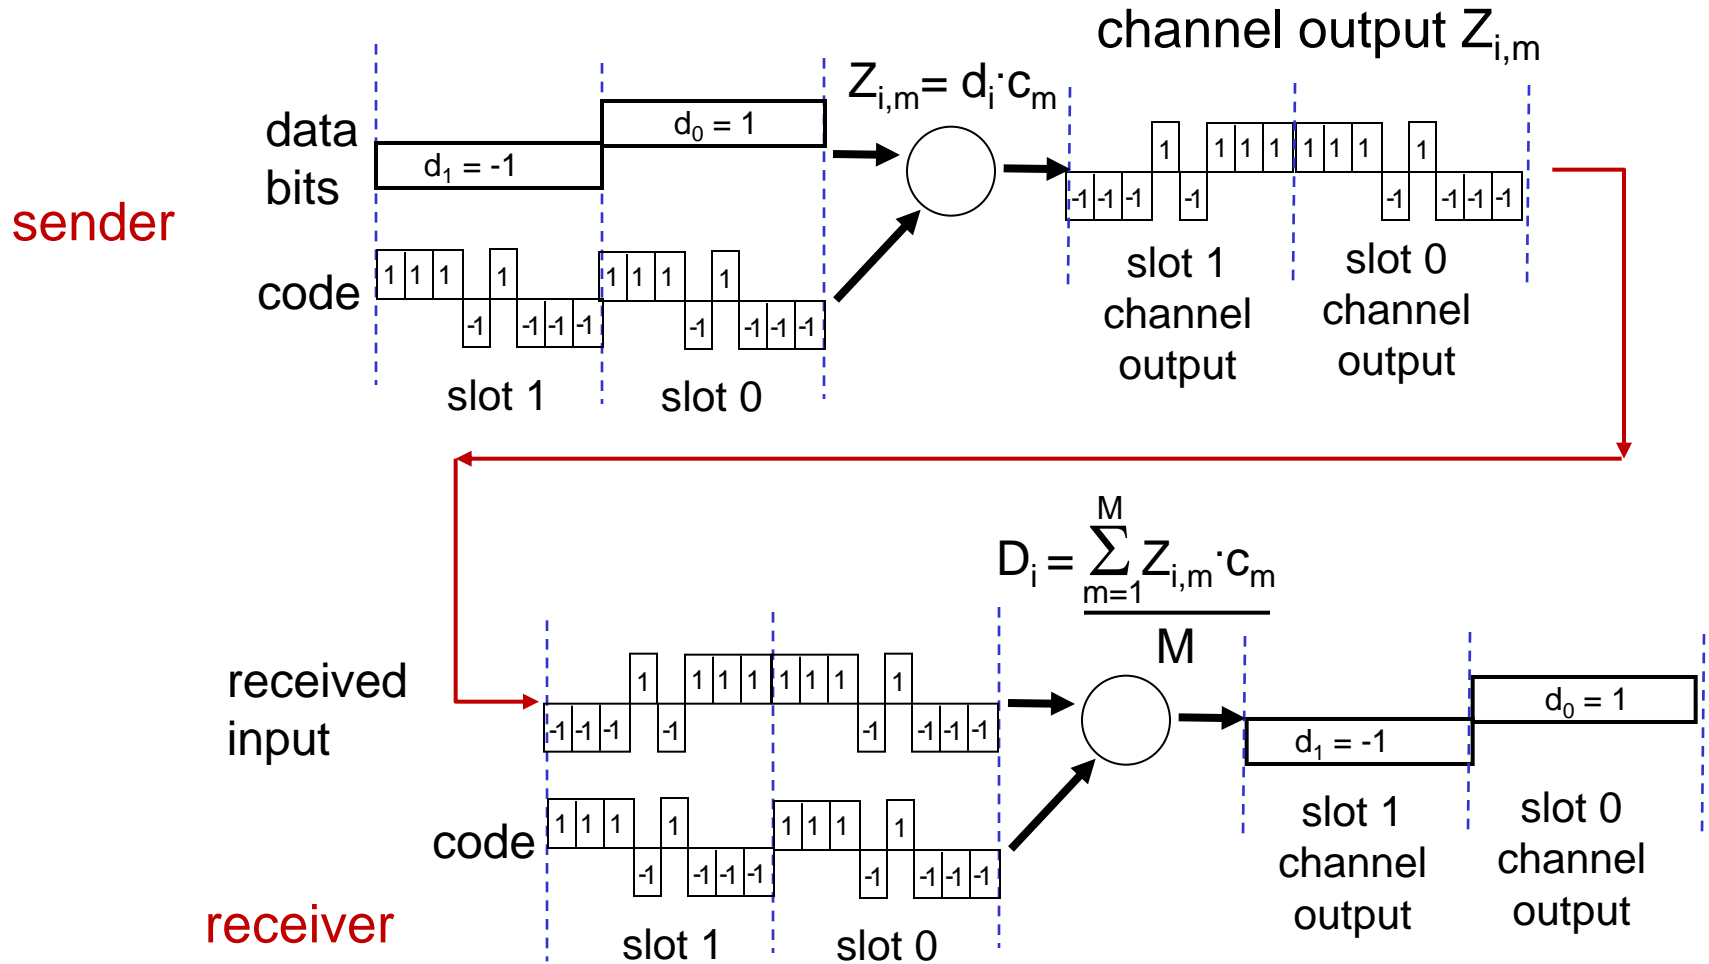 channel output Z_{i,m}
Z_{i,m} = d_i · c_m
sender
data
bits
d_0 = 1
d_1 = -1
1 1 1 1 1 1 1 1
-1 -1 -1 -1 -1 -1 -1 -1
code
1 1 1 1 1 1 1 1
-1 -1 -1 -1 -1 -1 -1 -1
slot 1
slot 0
slot 1
channel
output
slot 0
channel
output
D_i = \frac{\sum_{m=1}^{M} Z_{i,m} · c_m}{M}
received
input
1 1 1 1 1 1 1 1
-1 -1 -1 -1 -1 -1 -1 -1
code
1 1 1 1 1 1 1 1
-1 -1 -1 -1 -1 -1 -1 -1
receiver
slot 1
slot 0
d_0 = 1
d_1 = -1
slot 1
channel
output
slot 0
channel
output